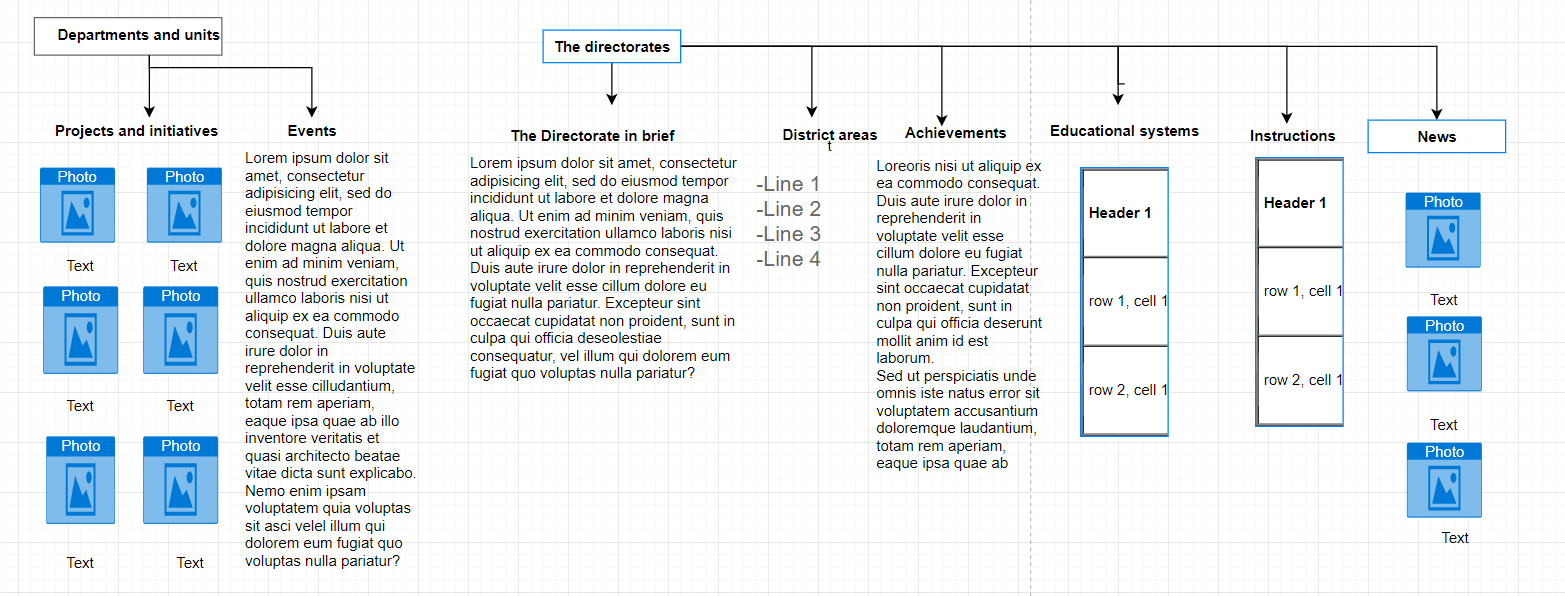 Departments and units
Projects and initiatives
Photo
Photo
Text
Text
Photo
Photo
Text
Text
Photo
Photo
Text
Text
Events
Lorem ipsum dolor sit
amet, consectetur
adipisicing elit, sed do
eiusmod tempor
incididunt ut labore et
dolore magna aliqua. Ut
enim ad minim veniam,
quis nostrud exercitation
ullamco laboris nisi ut
aliquip ex ea commodo
consequat. Duis aute
irure dolor in
reprehenderit in voluptate
velit esse cilludantium,
totam rem aperiam,
eaque ipsa quae ab illo
inventore veritatis et
quasi architecto beatae
vitae dicta sunt explicabo.
Nemo enim ipsam
voluptatem quia voluptas
sit asci velel illum qui
dolorem eum fugiat quo
voluptas nulla pariatur?
The directorates
The Directorate in brief
Lorem ipsum dolor sit amet, consectetur
adipisicing elit, sed do eiusmod tempor
incididunt ut labore et dolore magna
aliqua. Ut enim ad minim veniam, quis
nostrud exercitation ullamco laboris nisi
ut aliquip ex ea commodo consequat.
Duis aute irure dolor in reprehenderit in
voluptate velit esse cillum dolore eu
fugiat nulla pariatur. Excepteur sint
occaecat cupidatat non proident, sunt in
culpa qui officia deseolestiae
consequatur, vel illum qui dolorem eum
fugiat quo voluptas nulla pariatur?
District areas
t
-Line 1
-Line 2
-Line 3
-Line 4
Achievements
Loreoris nisi ut aliquip ex
ea commodo consequat.
Duis aute irure dolor in
reprehenderit in
voluptate velit esse
cillum dolore eu fugiat
nulla pariatur. Excepteur
sint occaecat cupidatat
non proident, sunt in
culpa qui officia deserunt
mollit anim id est
laborum.
Sed ut perspiciatis unde
omnis iste natus error sit
voluptatem accusantium
doloremque laudantium,
totam rem aperiam,
eaque ipsa quae ab
Educational systems
Header 1
row 1, cell 1
row 2, cell 1
Instructions
Header 1
row 1, cell 1
row 2, cell 1
News
Photo
Text
Photo
Text
Photo
Text